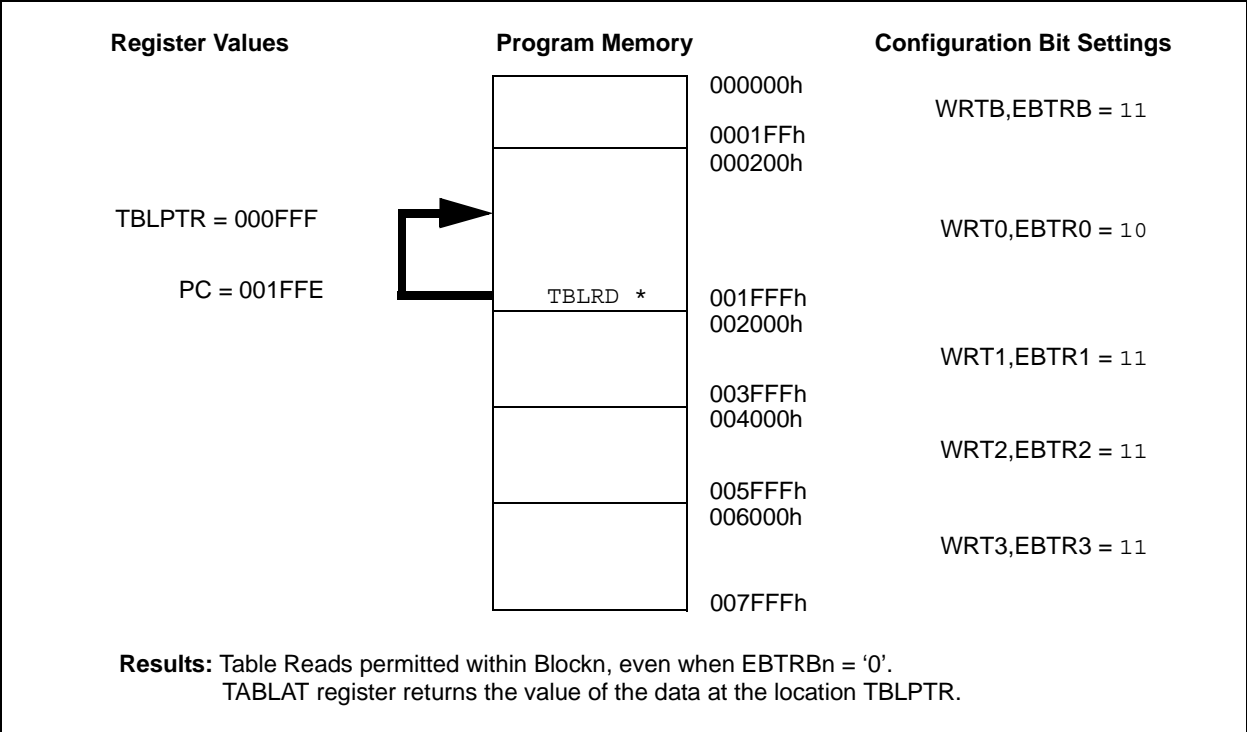 Register Values
Program Memory
Configuration Bit Settings
000000h
WRTB,EBTRB = 11
0001FFh
000200h
TBLPTR = 000FFF
WRT0,EBTR0 = 10
PC = 001FFE
TBLRD *
001FFFh
002000h
WRT1,EBTR1 = 11
003FFFh
004000h
WRT2,EBTR2 = 11
005FFFh
006000h
WRT3,EBTR3 = 11
007FFFh
Results: Table Reads permitted within Blockn, even when EBTRBn = ‘0’.
TABLAT register returns the value of the data at the location TBLPTR.